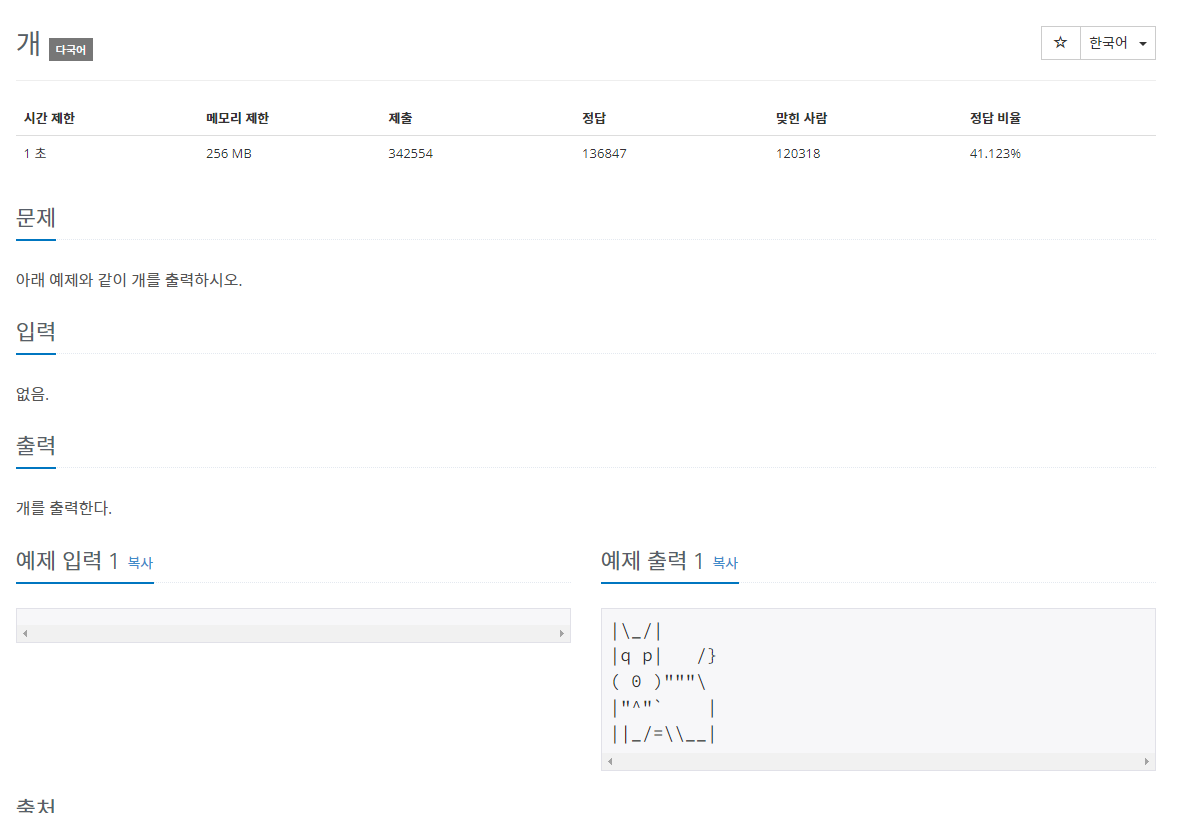 개 다국어
☆ 한국어
시간 제한 메모리 제한 제출 정답 맞힌 사람 정답 비율
1 초 256 MB 342554 136847 120318 41.123%
문제
아래 예제와 같이 개를 출력하시오.
입력
없음.
출력
개를 출력한다.
예제 입력 1 복사
예제 출력 1 복사
|\_/|
|q p|   /}
( 0 )"""\
|"^"`    |
||_/=\\__|
출처